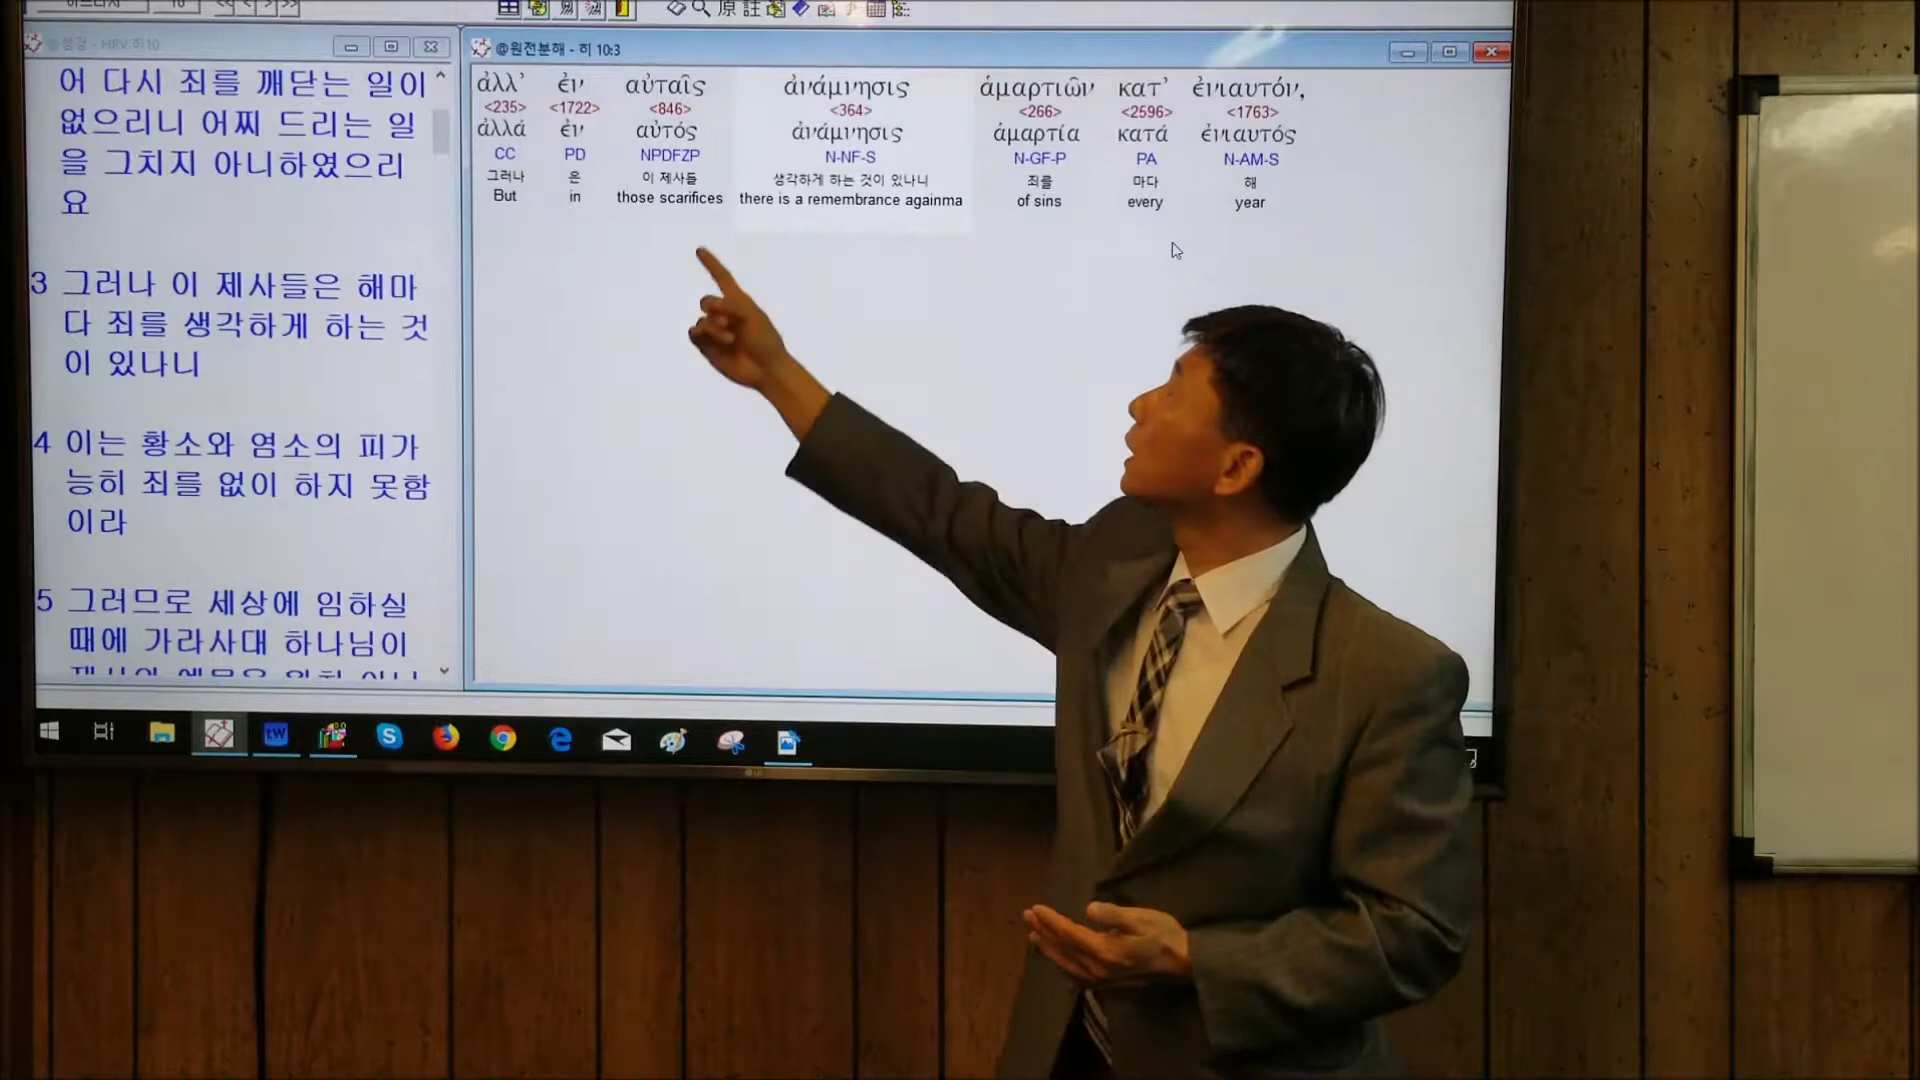 10
<< < > >>
原 註
@원전분해 - 히 10:3
어 다시 죄를 깨닫는 일이
없으리니 어찌 드리는 일
을 그치지 아니하였으리
요
3 그러나 이 제사들은 해마
다 죄를 생각하게 하는 것
이 있나니
4 이는 황소와 염소의 피가
능히 죄를 없이 하지 못함
이라
5 그러므로 세상에 임하실
때에 가라사대 하나님이
ἀλλ’ ἐν αὐταῖς ἀνάμνησις ἁμαρτιῶν κατ’ ἐνιαυτόν,
<235> <1722> <846> <364> <266> <2596> <1763>
ἀλλά ἐν αὐτός ἀνάμνησις ἁμαρτία κατά ἐνιαυτός
CC PD NPDFZP N-NF-S N-GF-P PA N-AM-S
그러나 은 이 제사들 생각하게 하는 것이 있나니 죄를 마다 해
But in those scarifices there is a remembrance againma of sins every year